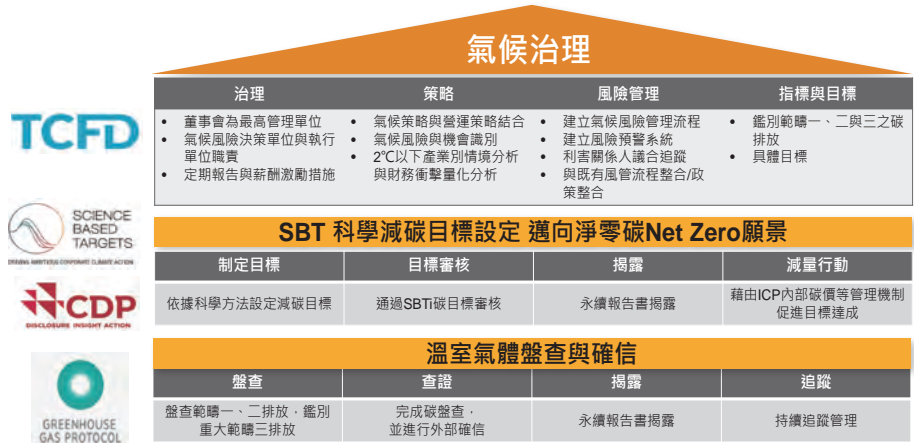 氣候治理
治理
策略
風險管理
指標與目標
TCFD
• 董事會為最高管理單位
• 氣候風險決策單位與執行
單位職責
• 定期報告與薪酬激勵措施
• 氣候策略與營運策略結合
• 氣候風險與機會識別
• 2℃以下產業別情境分析
與財務衝擊量化分析
• 建立氣候風險管理流程
• 建立風險預警系統
• 利害關係人議合追蹤
• 與既有風管流程整合/政
策整合
• 鑑別範疇一、二與三之碳
排放
• 具體目標
SCIENCE
BASED
TARGETS
DRIVING AMBITIOUS CORPORATE CLIMATE ACTION
SBT 科學減碳目標設定 邁向淨零碳Net Zero願景
制定目標
目標審核
揭露
減量行動
CDP
DISCLOSURE INSIGHT ACTION
依據科學方法設定減碳目標
通過SBTi碳目標審核
永續報告書揭露
藉由ICP內部碳價等管理機制
促進目標達成
溫室氣體盤查與確信
盤查
查證
揭露
追蹤
GREENHOUSE
GAS PROTOCOL
盤查範疇一、二排放，鑑別
重大範疇三排放
完成碳盤查，
並進行外部確信
永續報告書揭露
持續追蹤管理